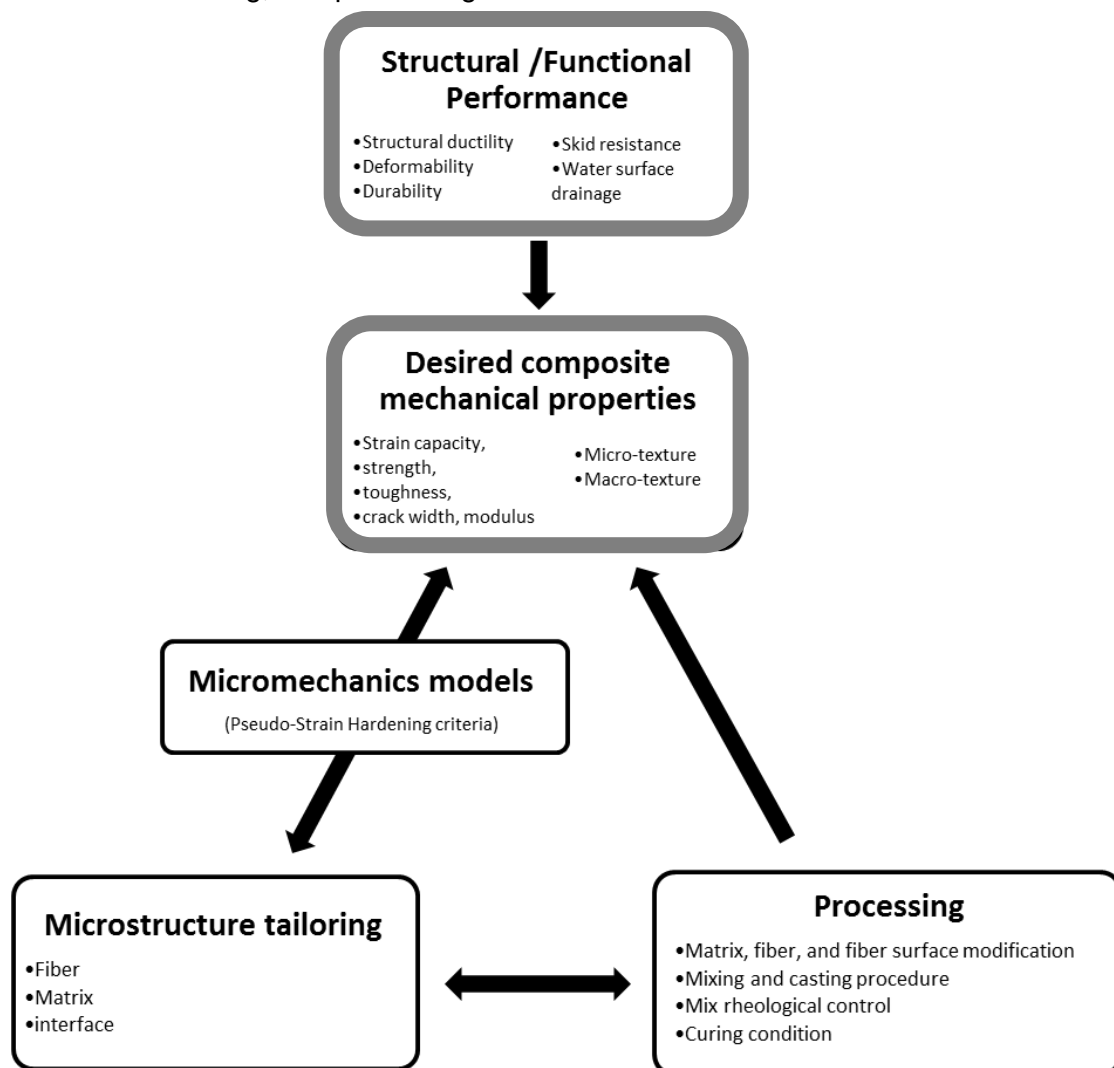 Structural /Functional
Performance
•Structural ductility
•Deformability
•Durability
•Skid resistance
•Water surface
drainage
Desired composite
mechanical properties
•Strain capacity,
•strength,
•toughness,
•crack width, modulus
•Micro-texture
•Macro-texture
Micromechanics models
(Pseudo-Strain Hardening criteria)
Microstructure tailoring
•Fiber
•Matrix
•interface
Processing
•Matrix, fiber, and fiber surface modification
•Mixing and casting procedure
•Mix rheological control
•Curing condition